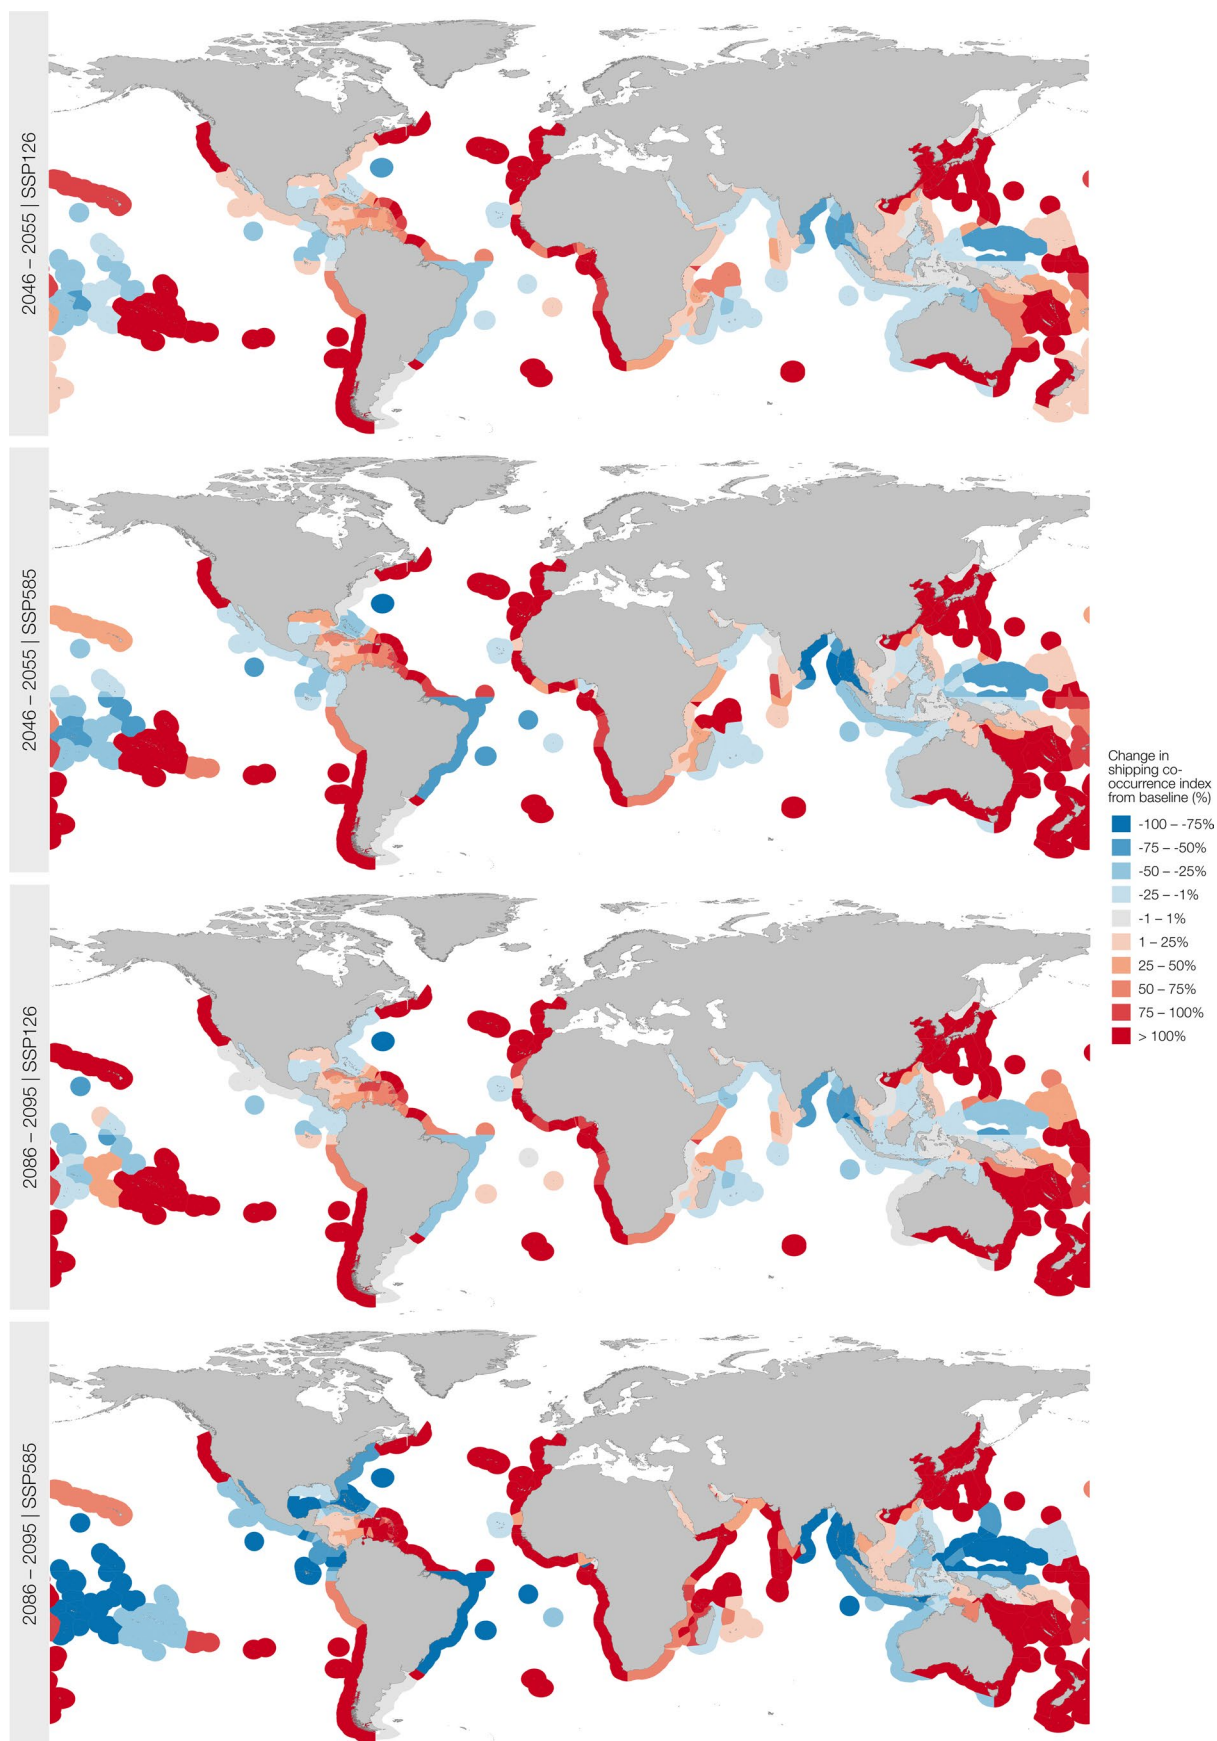 2046 – 2055 | SSP126
2046 – 2055 | SSP585
2086 – 2095 | SSP126
2086 – 2095 | SSP585
Change in
shipping co-
occurrence index
from baseline (%)
-100 – -75%
-75 – -50%
-50 – -25%
-25 – -1%
-1 – 1%
1 – 25%
25 – 50%
50 – 75%
75 – 100%
> 100%